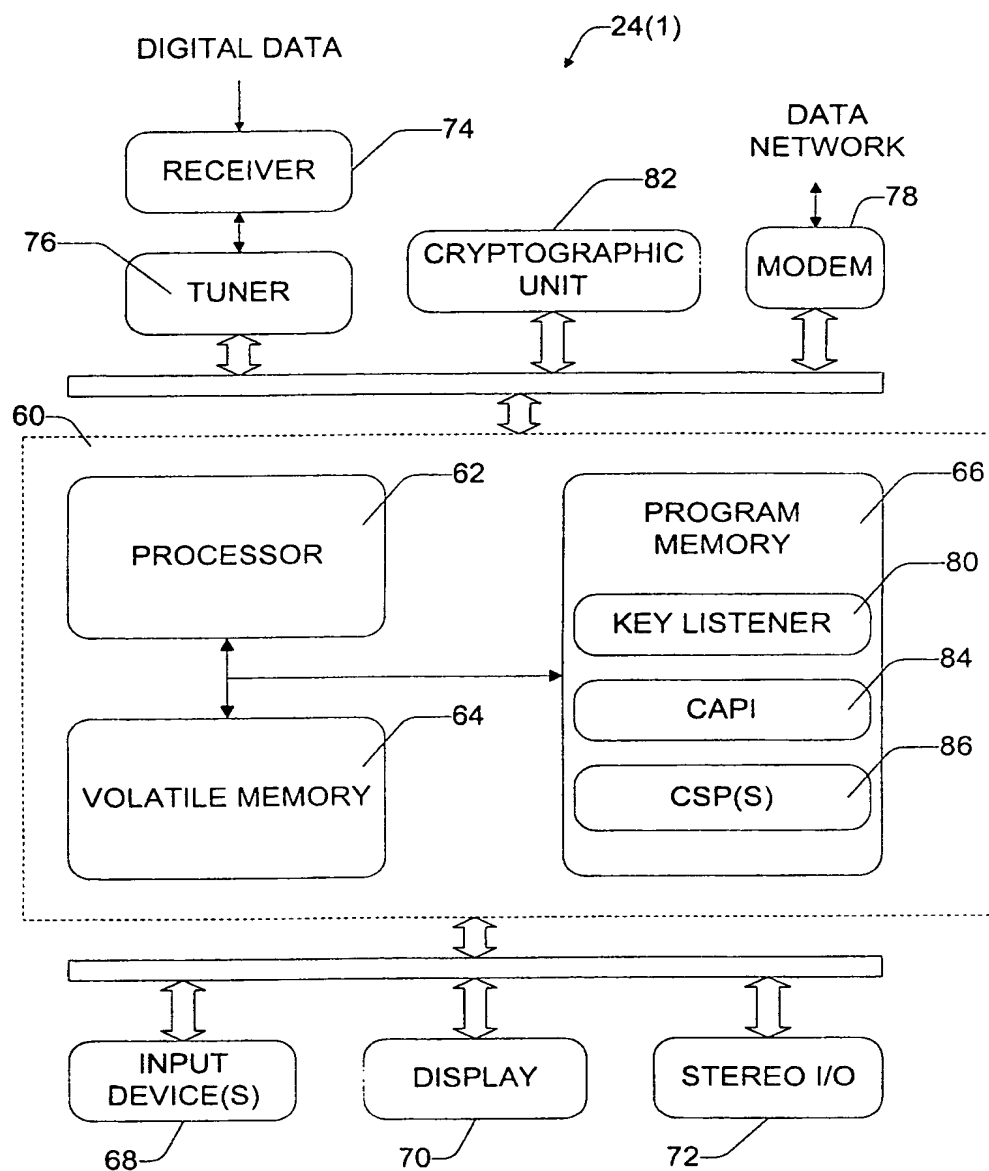 24(1)
DIGITAL DATA
DATA
NETWORK
74
RECEIVER
82
78
76
CRYPTOGRAPHIC
UNIT
MODEM
TUNER
60
62
66
PROGRAM
MEMORY
PROCESSOR
80
KEY LISTENER
84
CAPI
64
86
VOLATILE MEMORY
CSP(S)
INPUT
DEVICE(S)
DISPLAY
STEREO I/O
68
70
72